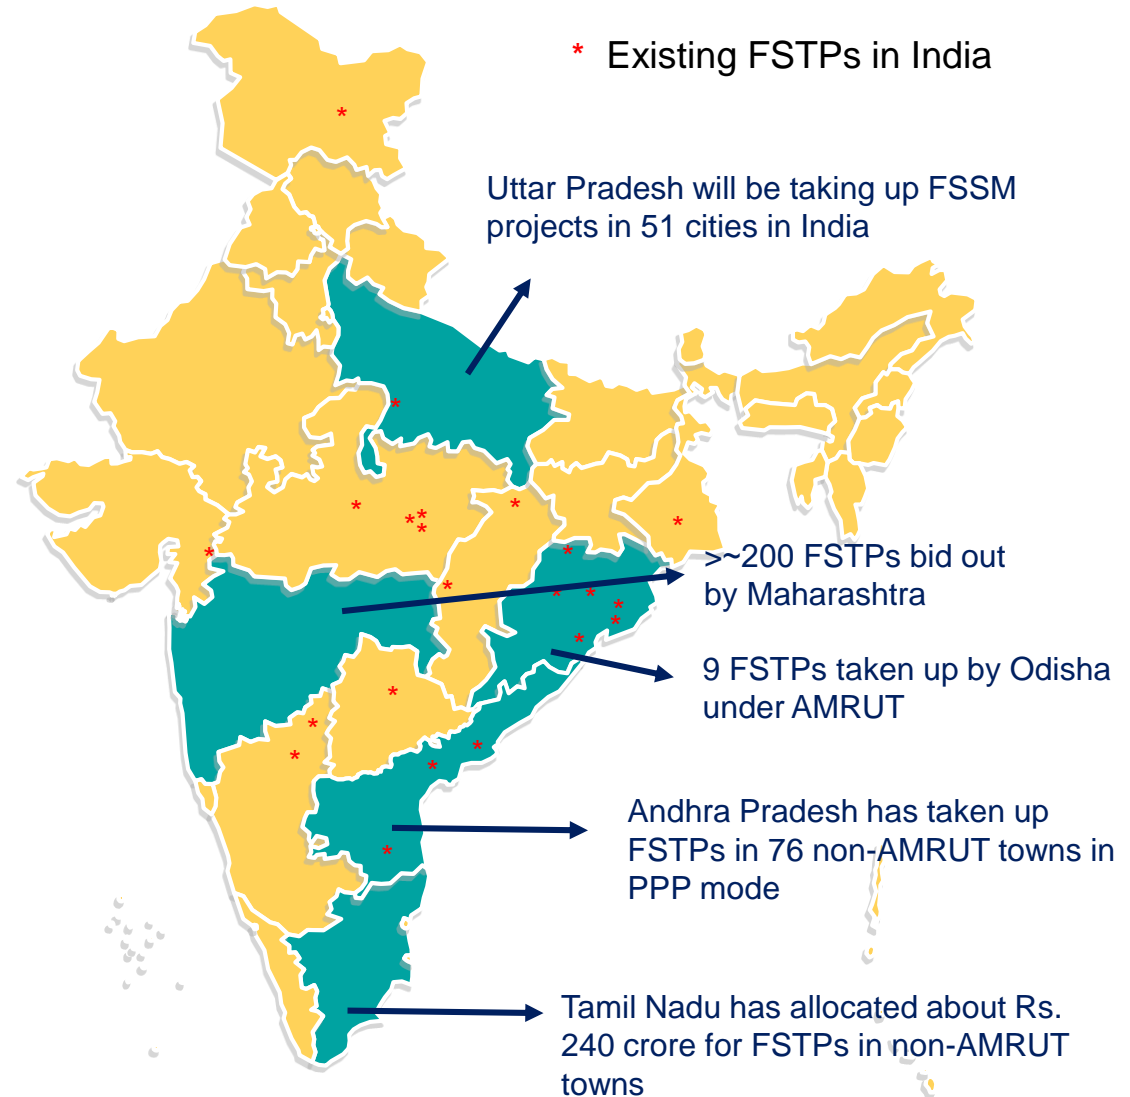 * Existing FSTPs in India
Uttar Pradesh will be taking up FSSM
projects in 51 cities in India
>~200 FSTPs bid out
by Maharashtra
9 FSTPs taken up by Odisha
under AMRUT
Andhra Pradesh has taken up
FSTPs in 76 non-AMRUT towns in
PPP mode
Tamil Nadu has allocated about Rs.
240 crore for FSTPs in non-AMRUT
towns